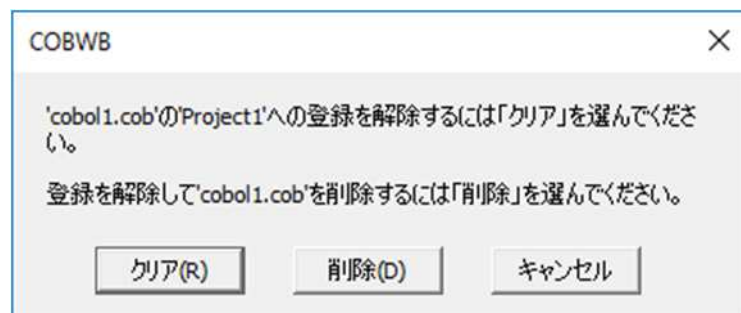 COBWB
'cobol1.cob'の'Project1'への登録を解除するには「クリア」を選んでくださ
い。
登録を解除して'cobol1.cob'を削除するには「削除」を選んでください。
クリア(R) 削除(D) キャンセル